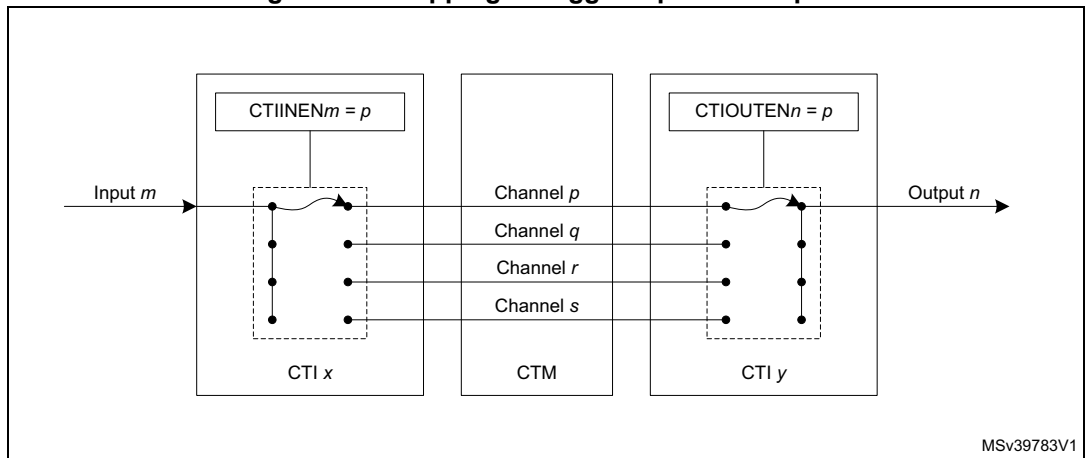 CTIINENm = p
CTIOUTENn = p
Input m
Channel p
Output n
Channel q
Channel r
Channel s
CTI x
CTM
CTI y
MSv39783V1